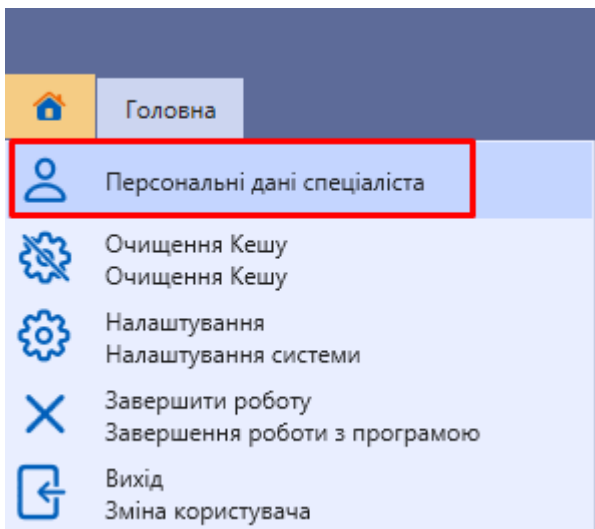 Головна
Персональні дані спеціаліста
Очищення Кешу
Очищення Кешу
Налаштування
Налаштування системи
Завершити роботу
Завершення роботи з програмою
Вихід
Зміна користувача